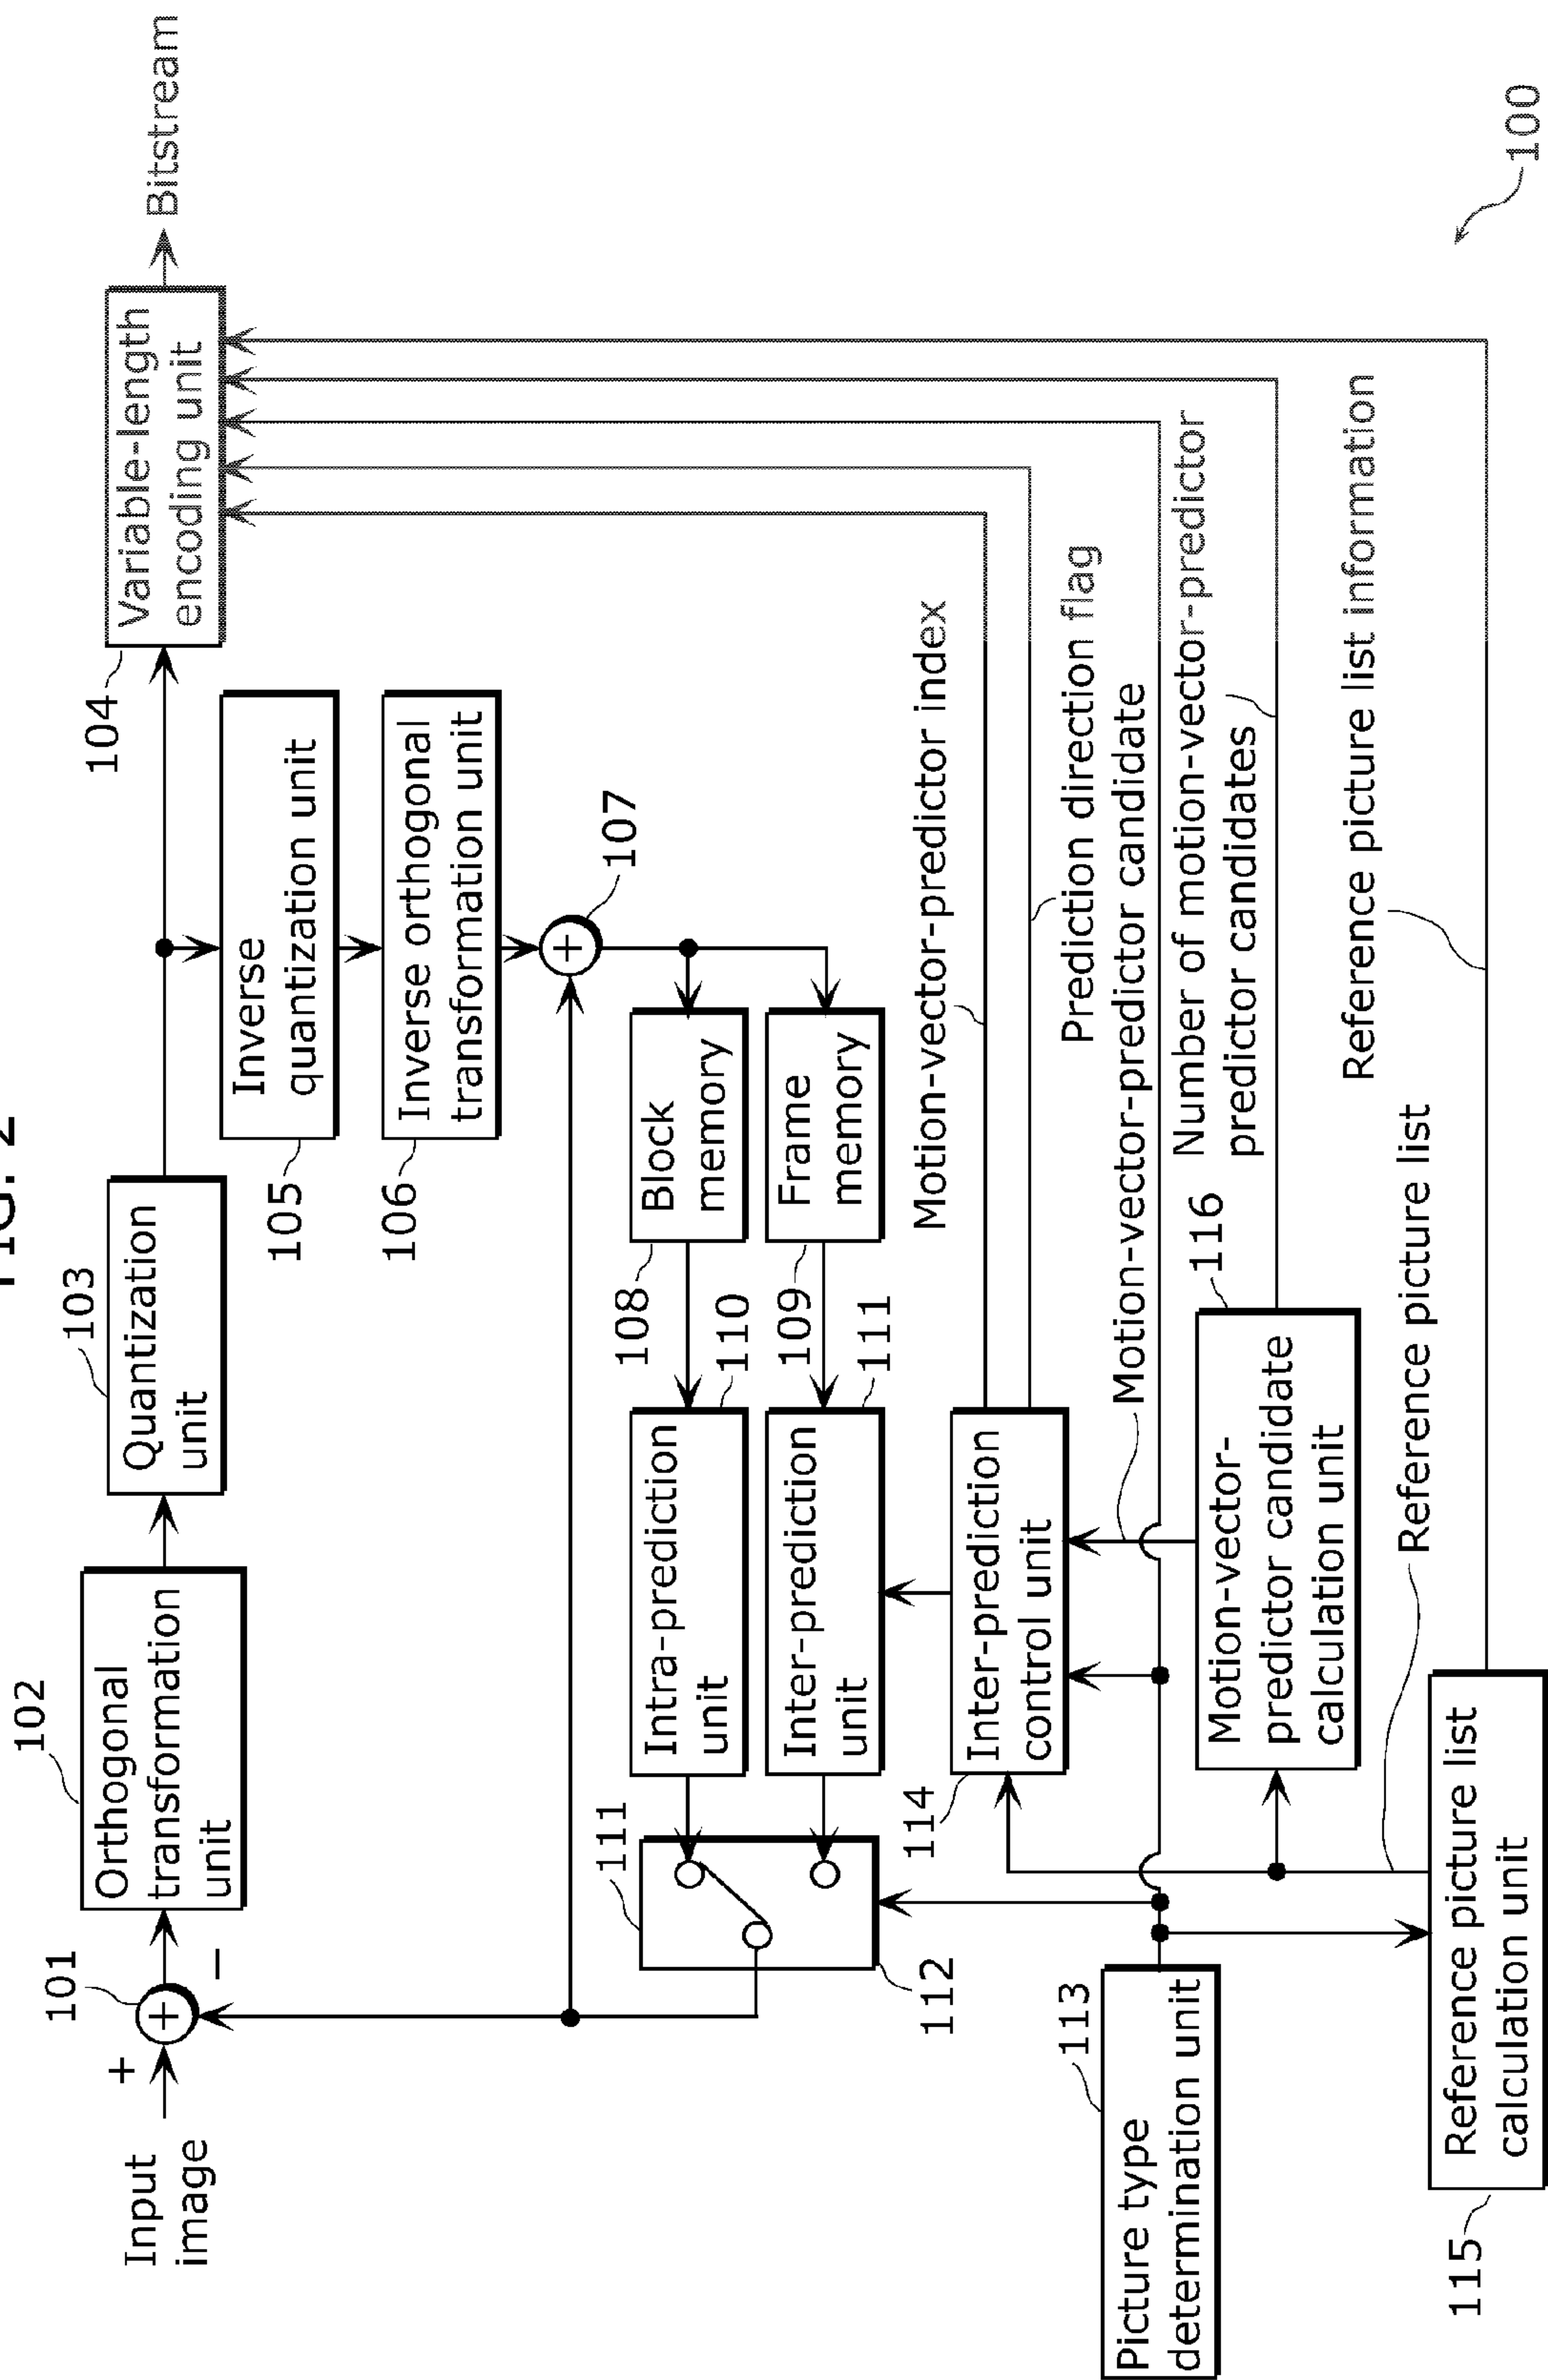 FIG. 2
Input
image
+
−
101
+
102
Orthogonal
transformation
unit
103
Quantization
unit
104
Variable-length
encoding unit
Bitstream
105
Inverse
quantization unit
106
Inverse orthogonal
transformation unit
107
+
108
Block
memory
109
Frame
memory
110
Intra-prediction
unit
111
Inter-prediction
unit
111
112
113
Picture type
determination unit
114
Inter-prediction
control unit
Motion-vector-predictor index
Prediction direction flag
Motion-vector-predictor candidate
Number of motion-vector-predictor
predictor candidates
116
Motion-vector-
predictor candidate
calculation unit
Reference picture list
Reference picture list information
115
Reference picture list
calculation unit
100